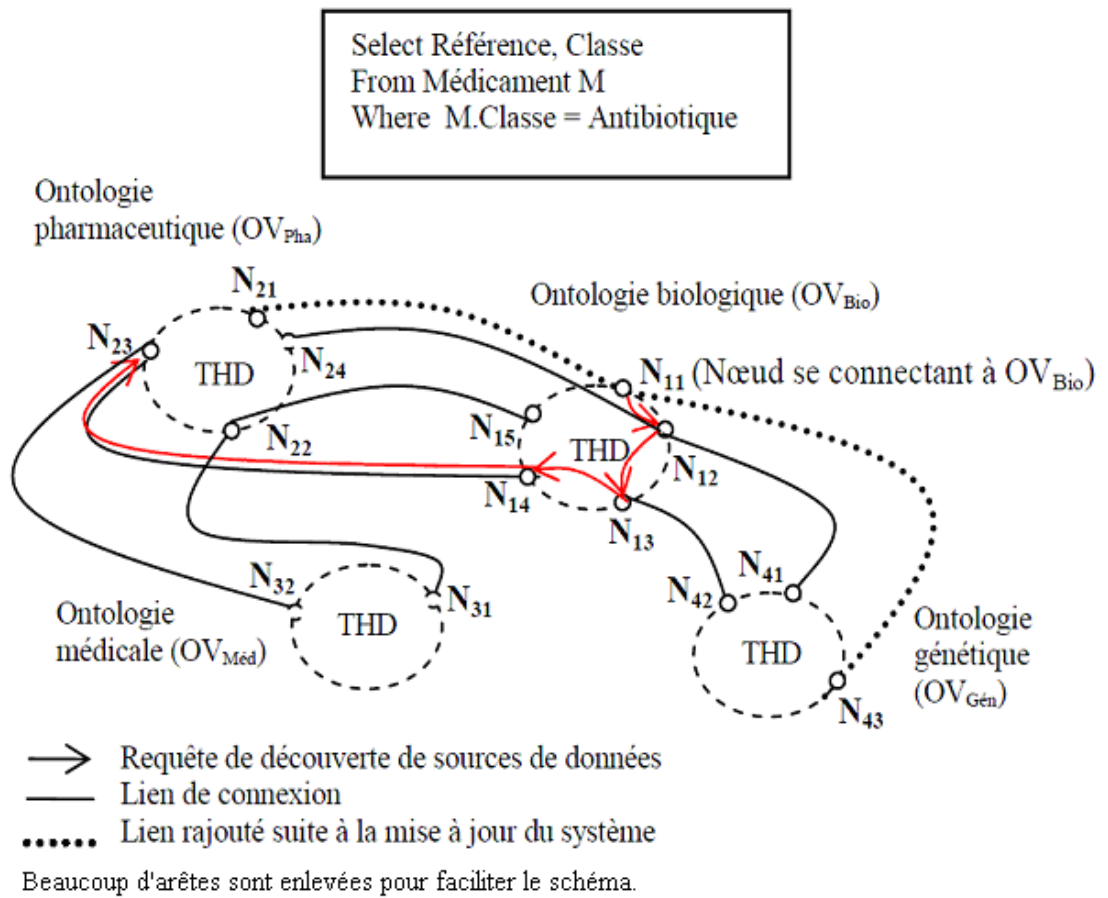 Select Référence, Classe
From Médicament M
Where M.Classe = Antibiotique
Ontologie
pharmaceutique (OVPha)
N21
Ontologie biologique (OVBio)
N23
THD
N24
N11 (Nœud se connectant à OVBio)
N22
N15
THD
N12
N14
N13
N32
N31
N42
N41
Ontologie
médicale (OVMéd)
THD
THD
Ontologie
génétique
(OVGén)
N43
Requête de découverte de sources de données
Lien de connexion
Lien rajouté suite à la mise à jour du système
Beaucoup d'arêtes sont enlevées pour faciliter le schéma.